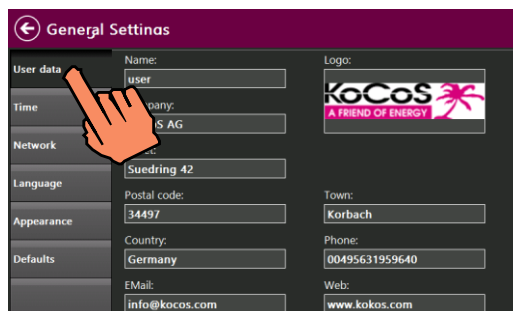 General Settings
User data
Time
Network
Language
Appearance
Defaults
Name:
user
S AG
Suedring 42
Postal code:
34497
Country:
Germany
EMail:
info@kocos.com
Logo:
KoCoS
A FRIEND OF ENERGY
Town:
Korbach
Phone:
00495631959640
Web:
www.kokos.com